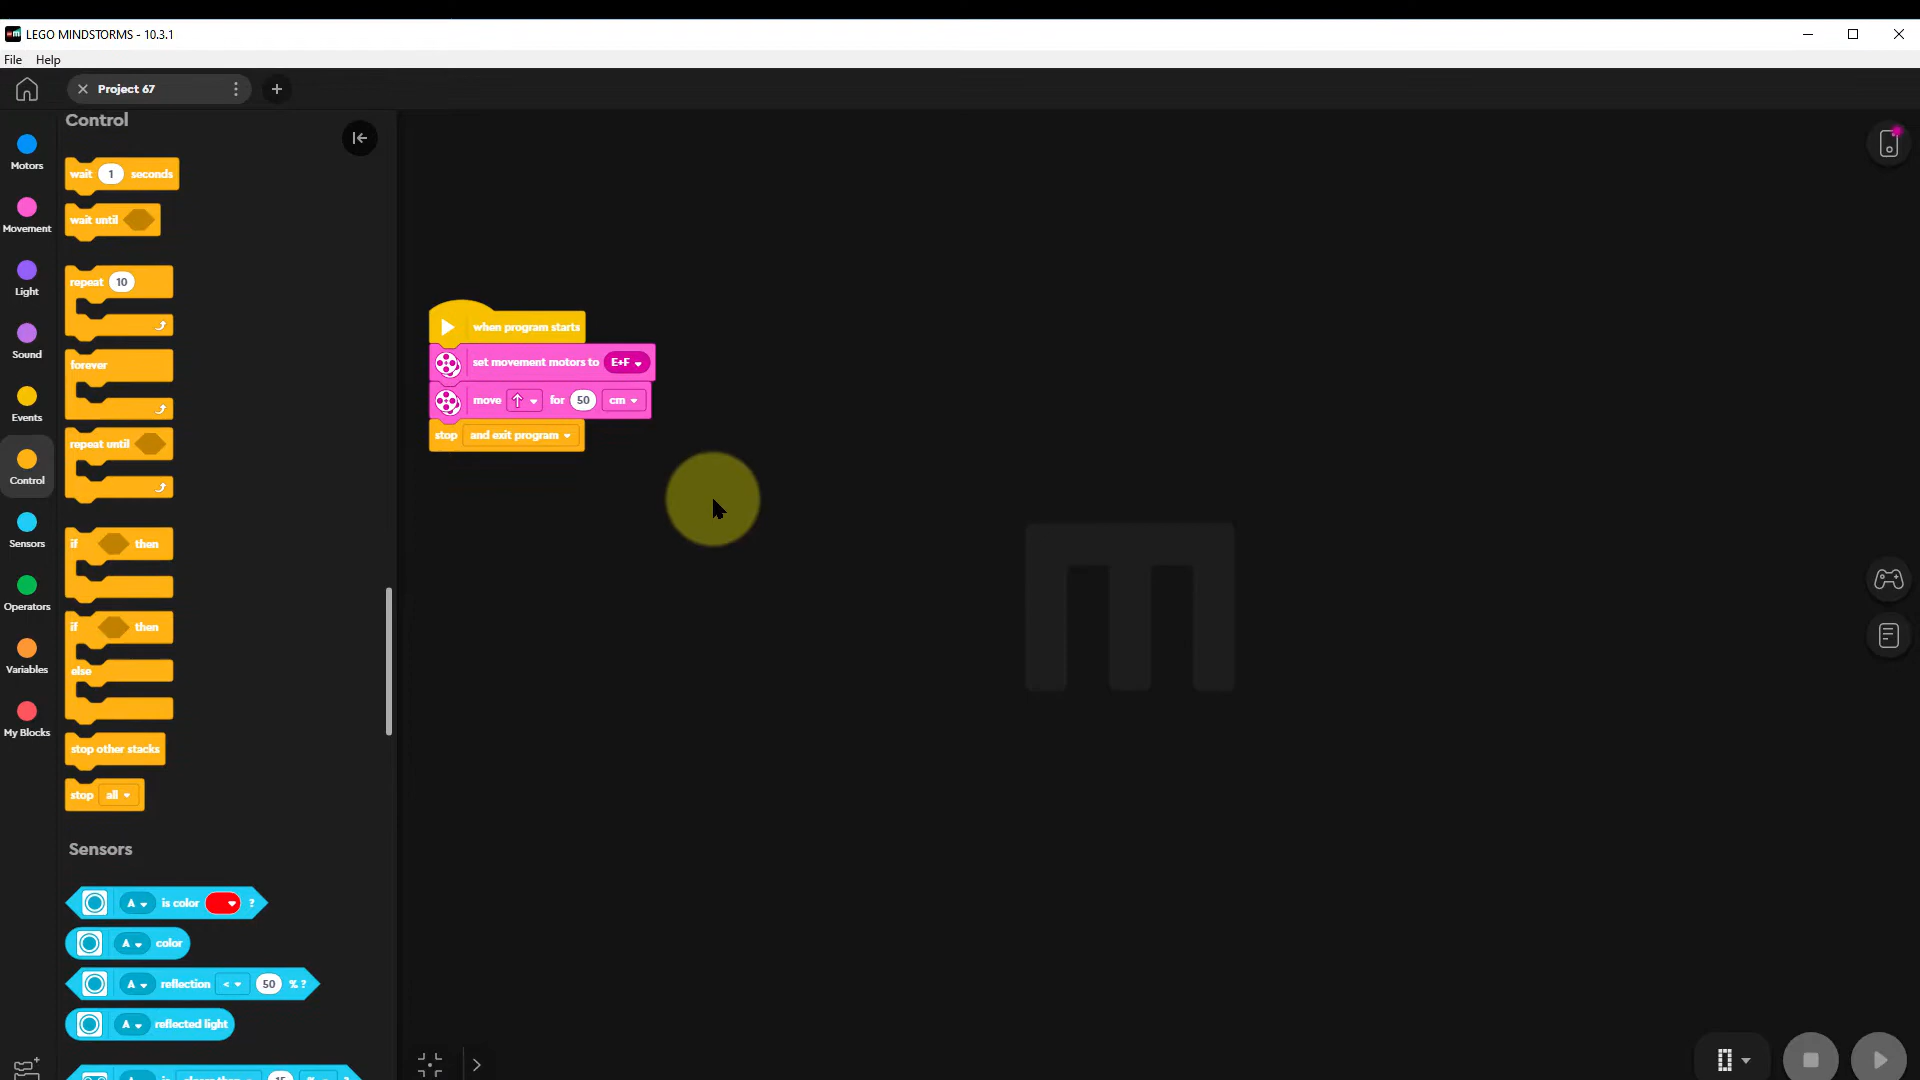 LEGO MINDSTORMS - 10.3.1
File Help
Project 67
Control
Motors
Movement
Light
Sound
Events
Control
Sensors
Operators
Variables
My Blocks
wait 1 seconds
wait until
repeat 10
forever
repeat until
if then
if then
else
stop other stacks
stop all
Sensors
A is color ?
A color
A reflection < 50 % ?
A reflected light
when program starts
set movement motors to E+F
move ↑ for 50 cm
stop and exit program